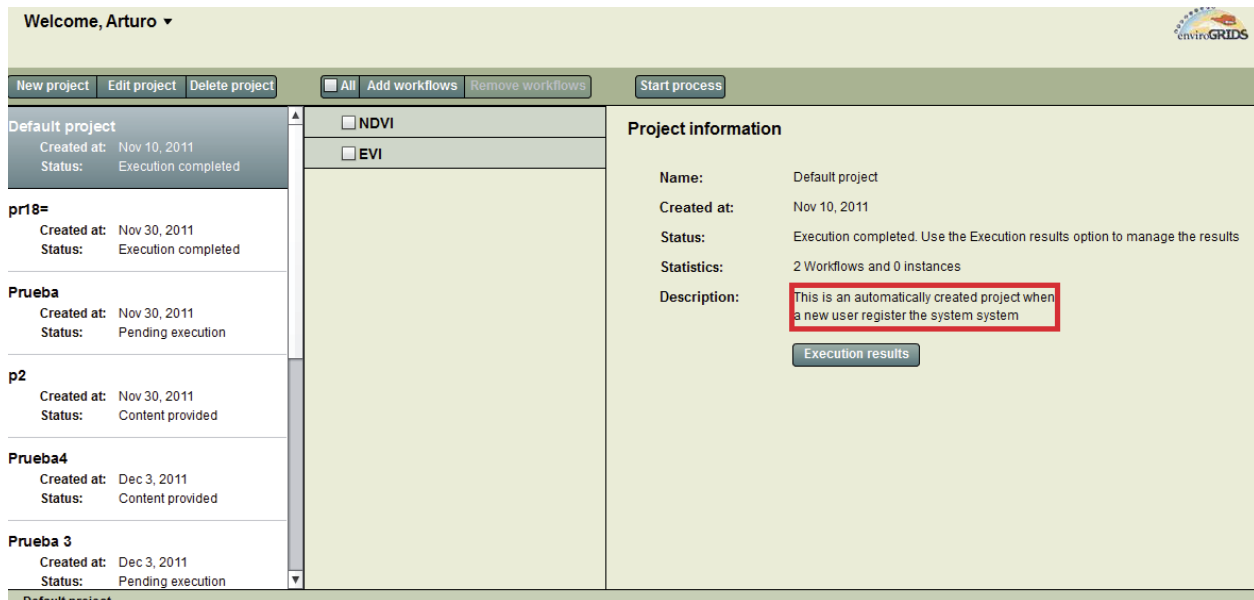 Welcome, Arturo
enviroGRIDS
New project Edit project Delete project
All Add workflows Remove workflows
Start process
Default project
Created at: Nov 10, 2011
Status: Execution completed
pr18=
Created at: Nov 30, 2011
Status: Execution completed
Prueba
Created at: Nov 30, 2011
Status: Pending execution
p2
Created at: Nov 30, 2011
Status: Content provided
Prueba4
Created at: Dec 3, 2011
Status: Content provided
Prueba 3
Created at: Dec 3, 2011
Status: Pending execution
NDVI
EVI
Project information
Name: Default project
Created at: Nov 10, 2011
Status: Execution completed. Use the Execution results option to manage the results
Statistics: 2 Workflows and 0 instances
Description: This is an automatically created project when
a new user register the system system
Execution results
Default project